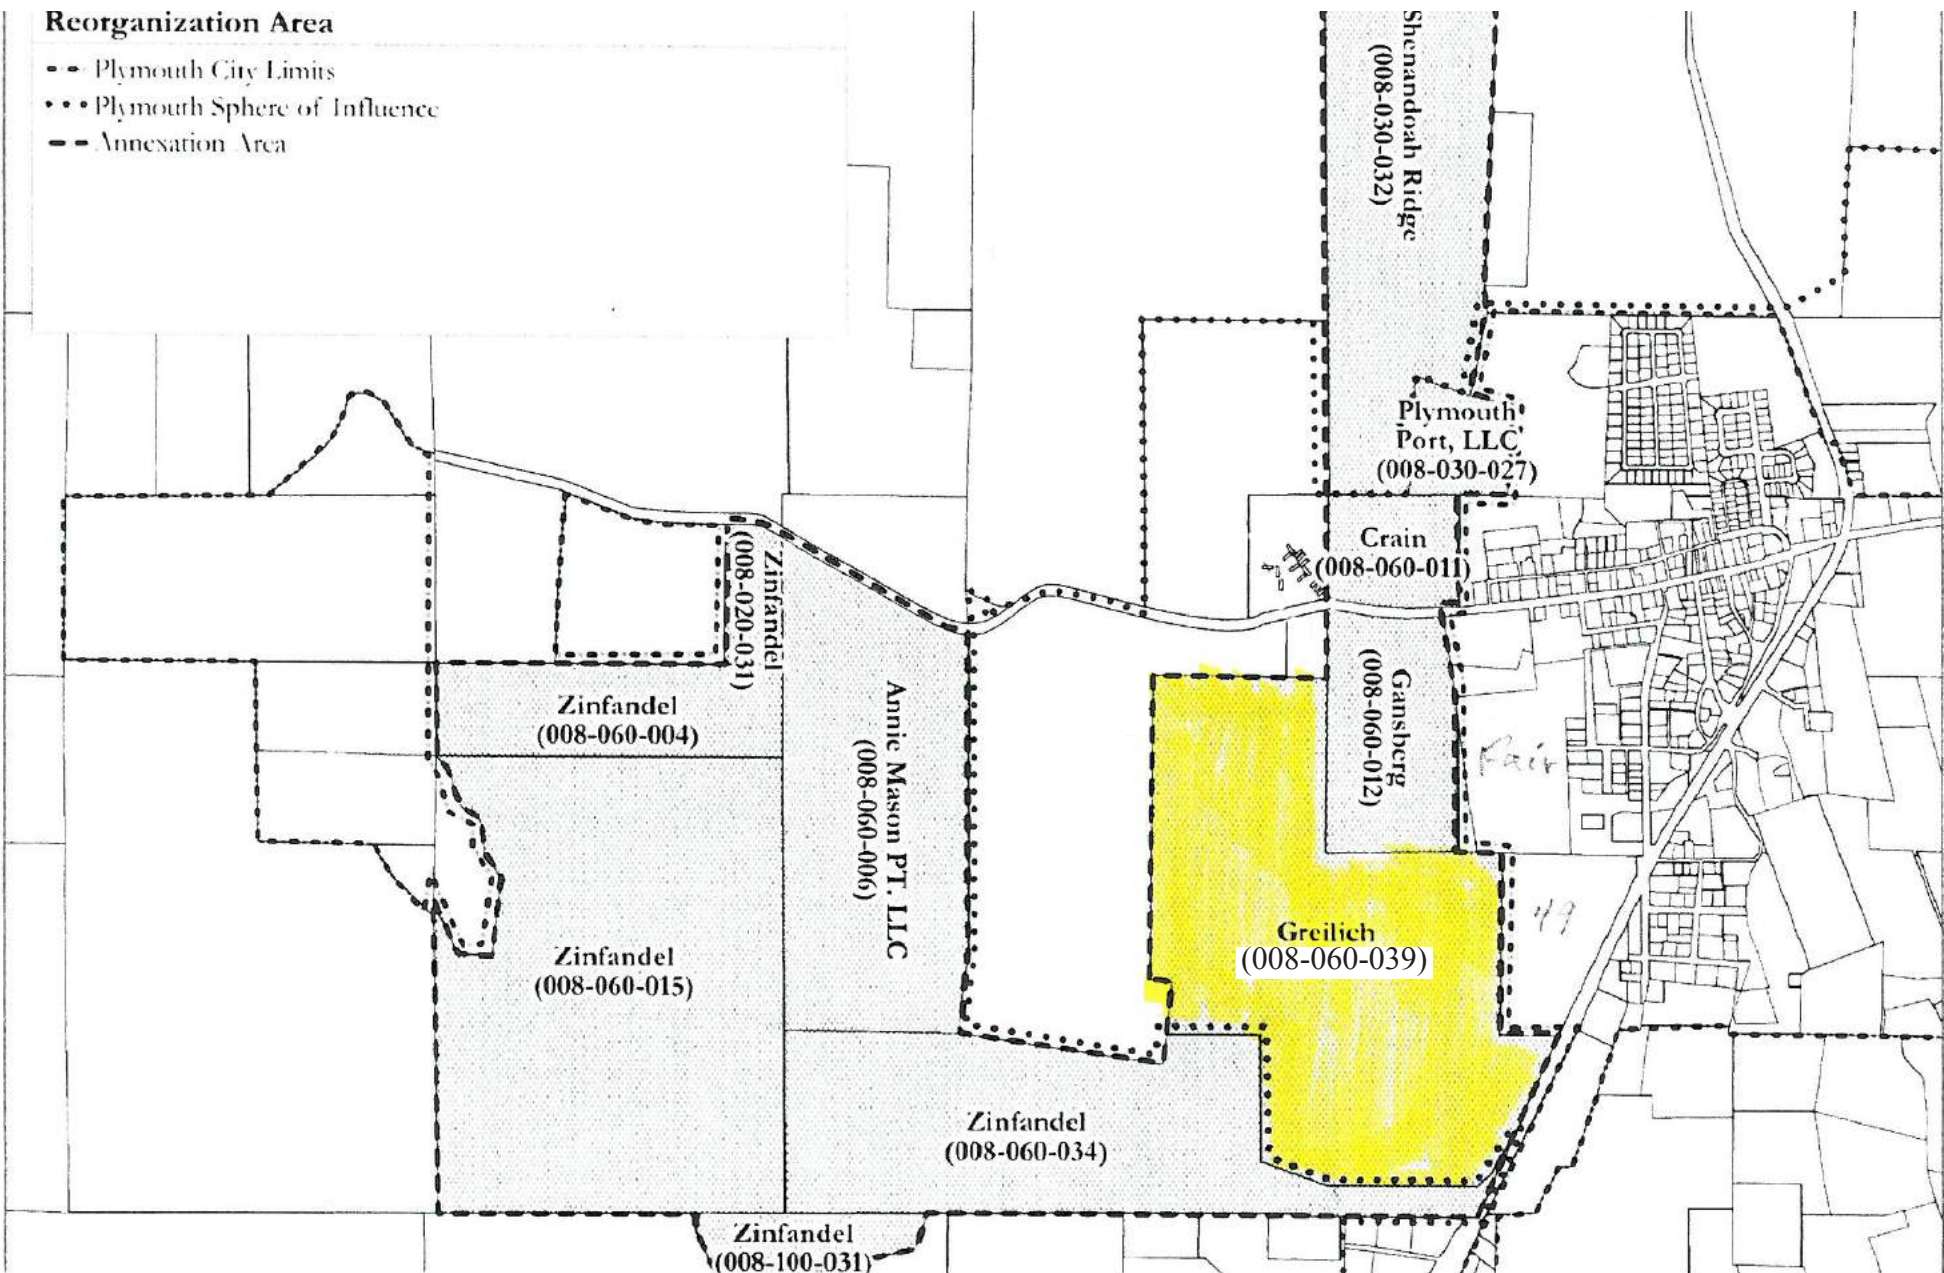 Reorganization Area
Plymouth City Limits
Plymouth Sphere of Influence
Annexation Area
Shenandoah Ridge
(008-030-032)
Plymouth
Port, LLC
(008-030-027)
Crain
(008-060-011)
Zinfandel
(008-020-031)
Gansberg
(008-060-012)
Zinfandel
(008-060-004)
Annie Mason PT. LLC
(008-060-006)
Fair
49
Greilich
(008-060-039)
Zinfandel
(008-060-015)
Zinfandel
(008-060-034)
Zinfandel
(008-100-031)